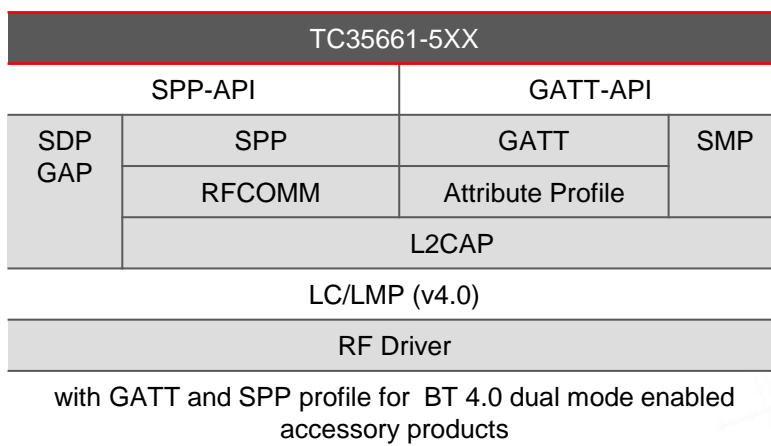 TC35661-5XX
SPP-API GATT-API
SDP SPP GATT SMP
GAP
RFCOMM Attribute Profile
L2CAP
LC/LMP (v4.0)
RF Driver
with GATT and SPP profile for BT 4.0 dual mode enabled
accessory products